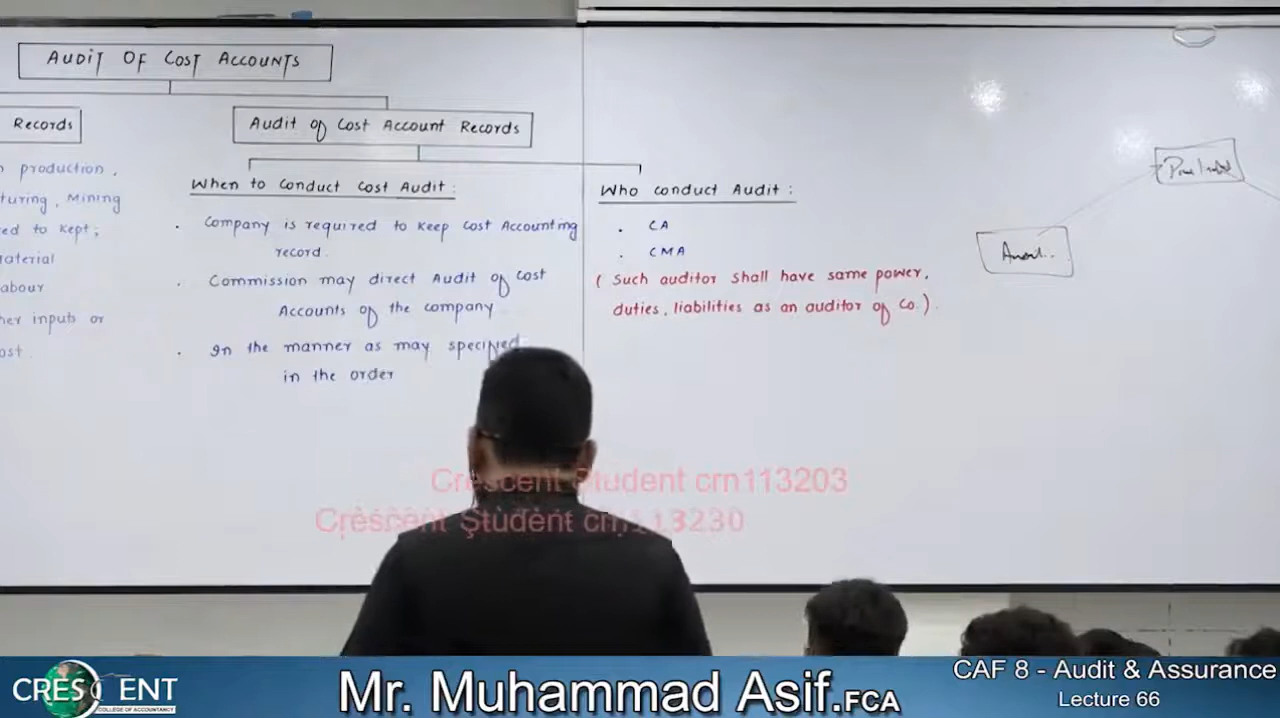 AUDIT OF COST ACCOUNTS
Records
Audit of Cost Account Records
n production,
turing, Mining
ed to kept;
aterial
abour
her inputs or
ost.
When to Conduct Cost Audit:
. Company is required to keep Cost Accounting
record.
. Commission may direct Audit of Cost
Accounts of the company
. In the manner as may specified
in the order
Who conduct Audit:
. CA
. CMA
( Such auditor shall have same power,
duties, liabilities as an auditor of Co.).
Crescent Student crn113203
Crescent Student crn113230
CRESCENT
COLLEGE OF ACCOUNTANCY
Mr. Muhammad Asif.FCA
CAF 8 - Audit & Assurance
Lecture 66